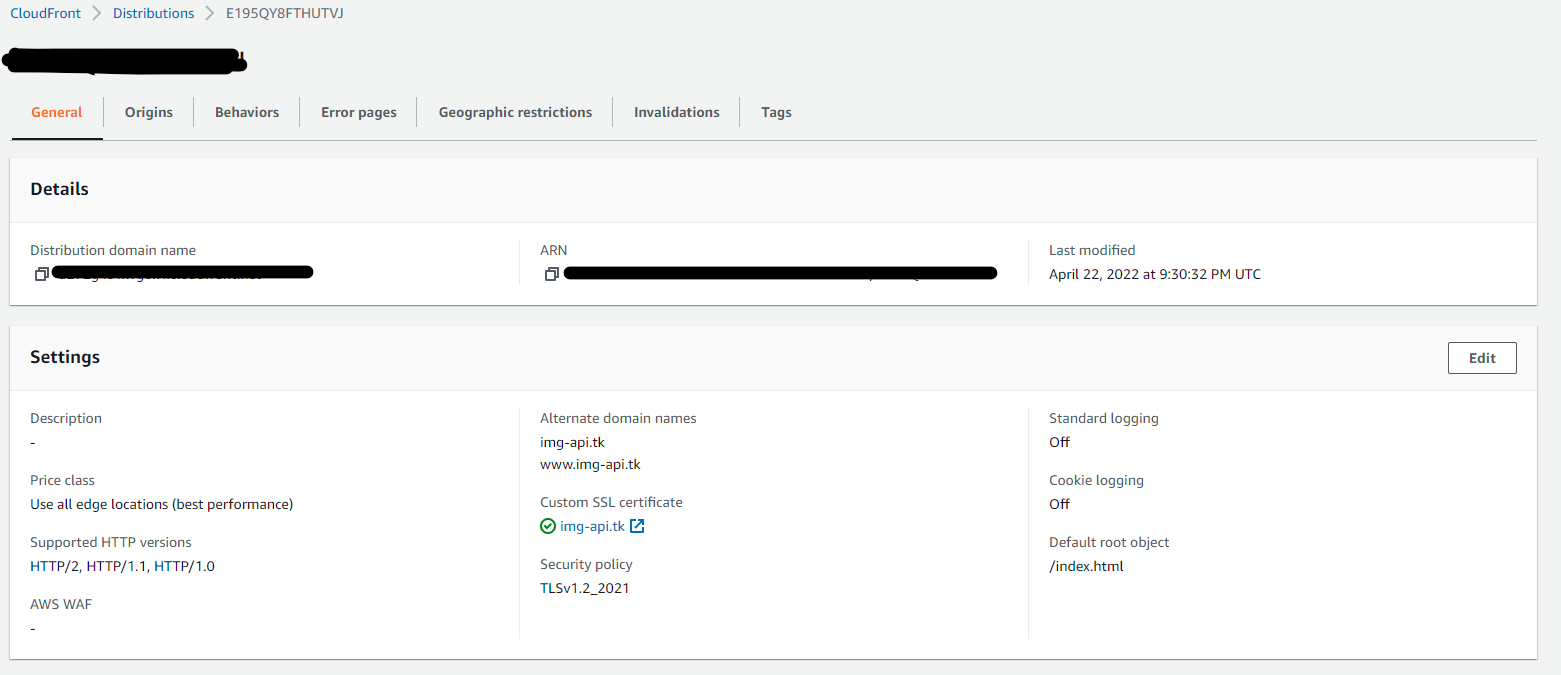 CloudFront > Distributions > E195QY8FTHUTVJ
General Origins Behaviors Error pages Geographic restrictions Invalidations Tags
Details
Distribution domain name
ARN
Last modified
April 22, 2022 at 9:30:32 PM UTC
Settings
Edit
Description
-
Price class
Use all edge locations (best performance)
Supported HTTP versions
HTTP/2, HTTP/1.1, HTTP/1.0
AWS WAF
-
Alternate domain names
img-api.tk
www.img-api.tk
Custom SSL certificate
img-api.tk
Security policy
TLSv1.2_2021
Standard logging
Off
Cookie logging
Off
Default root object
/index.html